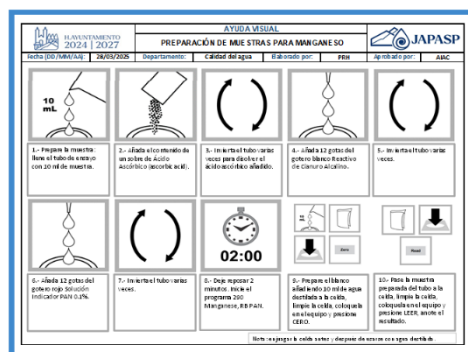 AYUDA VISUAL
H. AYUNTAMIENTO
2024 | 2027
PREPARACIÓN DE MUESTRAS PARA MANGANESO
JAPASP
Fecha (DD/MM/AA):
28/03/2025
Departamento:
Calidad del agua
Elaborado por:
PRH
Aprobado por:
AIAC
10
mL
1.- Prepare la muestra:
llene el tubo de ensayo
con 10 ml de muestra.
2.- Añada el contenido de
un sobre de Ácido
Ascórbico (ascorbic acid).
3.- Invierta el tubo varias
veces para disolver el
ácido ascórbico añadido.
4.- Añada 12 gotas del
gotero blanco Reactivo
de Cianuro Alcalino.
5.- Invierta el tubo varias
veces.
02:00
Zero
Read
6.- Añada 12 gotas del
gotero rojo Solución
Indicador PAN 0.1%.
7.- Invierta el tubo varias
veces.
8.- Deje reposar 2
minutos. Inicie el
programa 290
Manganese, RB PAN.
9.- Prepare el blanco
añadiendo 10 ml de agua
destilada a la celda,
limpie la celda, coloquela
en el equipo y presione
CERO.
10.- Pase la muestra
preparada del tubo a la
celda, limpie la celda,
coloquela en el equipo y
presione LEER, anote el
resultado.
Nota: enjuagar la celda antes y después de usarse con agua destilada.